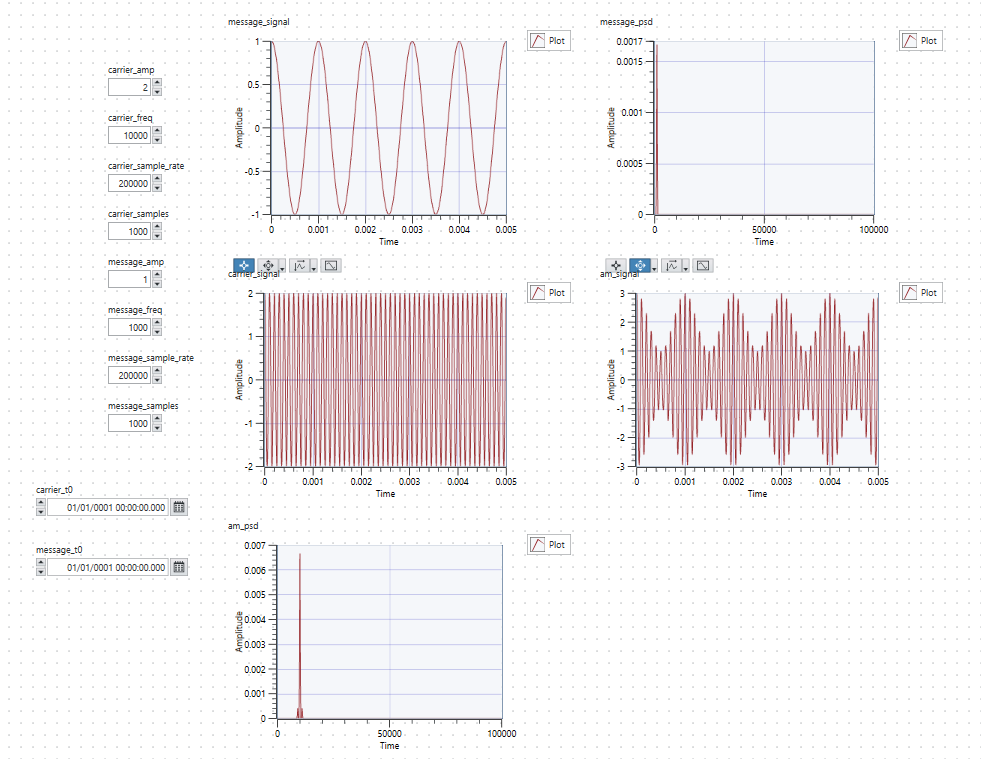 message_signal
Plot
1
0.5
0
-0.5
-1
Amplitude
0 0.001 0.002 0.003 0.004 0.005
Time
message_psd
Plot
0.0017
0.0015
0.001
0.0005
0
Amplitude
0 50000 100000
Time
carrier_amp
2
carrier_freq
10000
carrier_sample_rate
200000
carrier_samples
1000
message_amp
1
message_freq
1000
message_sample_rate
200000
message_samples
1000
carrier_signal
Plot
2
1
0
-1
-2
Amplitude
0 0.001 0.002 0.003 0.004 0.005
Time
am_signal
Plot
3
2
1
0
-1
-2
-3
Amplitude
0 0.001 0.002 0.003 0.004 0.005
Time
carrier_t0
01/01/0001 00:00:00.000
message_t0
01/01/0001 00:00:00.000
am_psd
Plot
0.007
0.006
0.005
0.004
0.003
0.002
0.001
0
Amplitude
0 50000 100000
Time